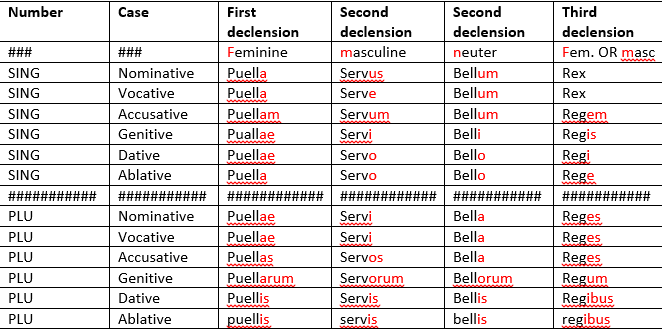 Number Case First declension Second declension Second declension Third declension
### ### Feminine masculine neuter Fem. OR masc
SING Nominative Puella Servus Bellum Rex
SING Vocative Puella Serve Bellum Rex
SING Accusative Puellam Servum Bellum Regem
SING Genitive Puallae Servi Belli Regis
SING Dative Puellae Servo Bello Regi
SING Ablative Puella Servo Bello Rege
########### ########### ############ ############ ########### ###########
PLU Nominative Puellae Servi Bella Reges
PLU Vocative Puellae Servi Bella Reges
PLU Accusative Puellas Servos Bella Reges
PLU Genitive Puellarum Servorum Bellorum Regum
PLU Dative Puellis Servis Bellis Regibus
PLU Ablative puellis servis bellis regibus